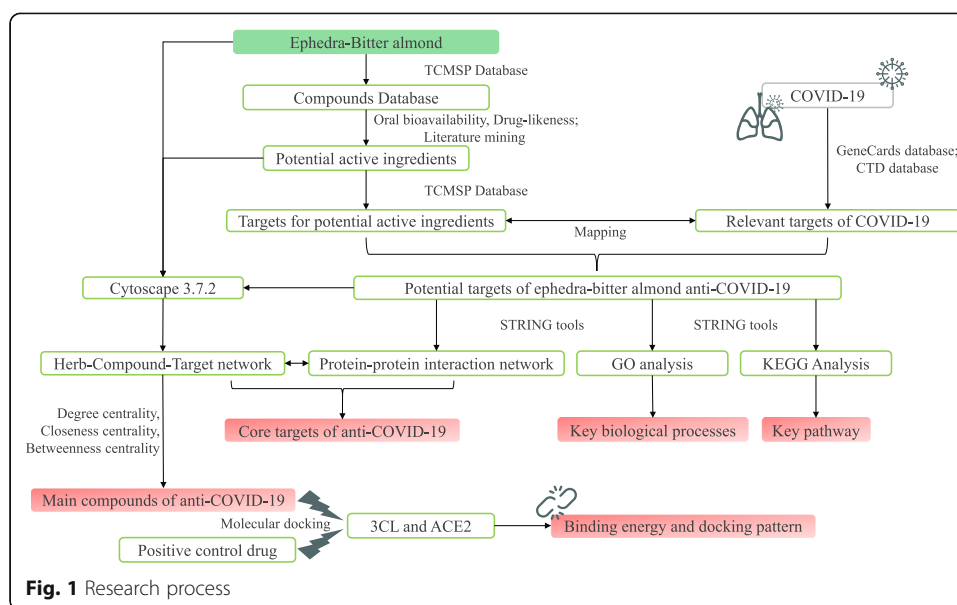 Ephedra-Bitter almond
TCMSP Database
Compounds Database
COVID-19
Oral bioavailability, Drug-likeness;
Literature mining
GeneCards database;
CTD database
Potential active ingredients
TCMSP Database
Targets for potential active ingredients
Mapping
Relevant targets of COVID-19
Cytoscape 3.7.2
Potential targets of ephedra-bitter almond anti-COVID-19
STRING tools
STRING tools
Herb-Compound-Target network
Protein-protein interaction network
GO analysis
KEGG Analysis
Degree centrality,
Closeness centrality,
Betweenness centrality
Core targets of anti-COVID-19
Key biological processes
Key pathway
Main compounds of anti-COVID-19
Molecular docking
3CL and ACE2
Binding energy and docking pattern
Positive control drug
Fig. 1 Research process